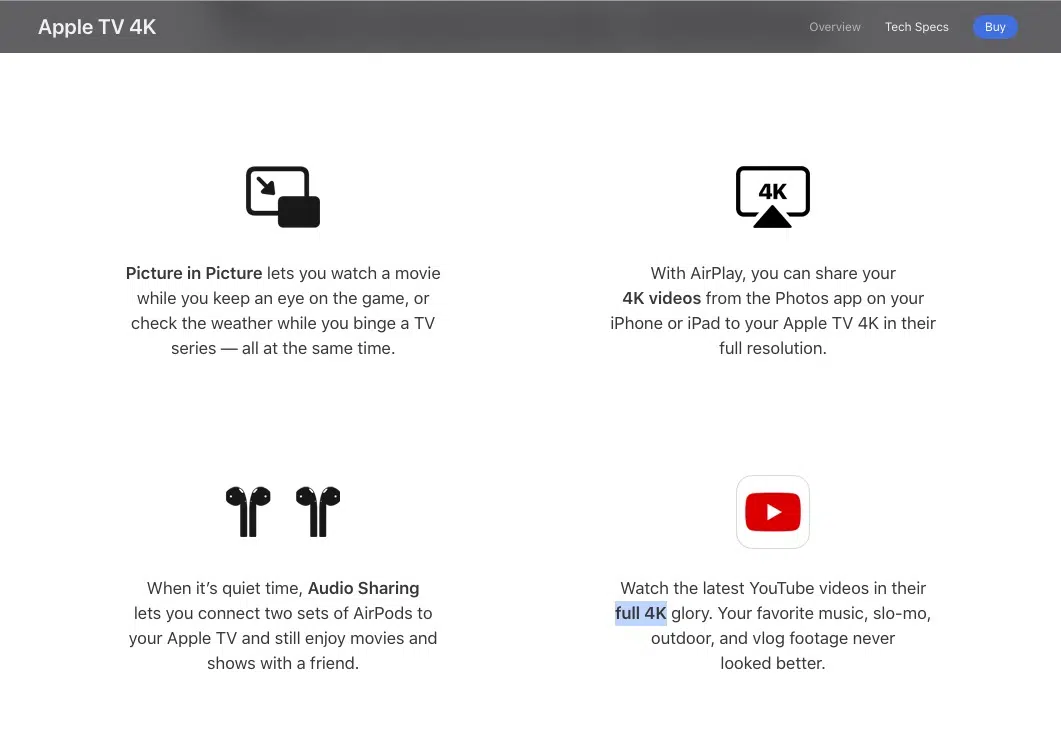 Apple TV 4K
Overview
Tech Specs
Buy
4K
Picture in Picture lets you watch a movie
while you keep an eye on the game, or
check the weather while you binge a TV
series — all at the same time.
With AirPlay, you can share your
4K videos from the Photos app on your
iPhone or iPad to your Apple TV 4K in their
full resolution.
When it’s quiet time, Audio Sharing
lets you connect two sets of AirPods to
your Apple TV and still enjoy movies and
shows with a friend.
Watch the latest YouTube videos in their
full 4K glory. Your favorite music, slo-mo,
outdoor, and vlog footage never
looked better.